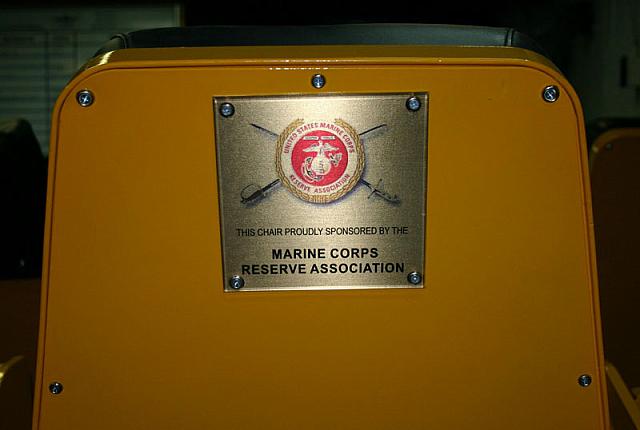 UNITED STATES MARINE CORPS
RESERVE ASSOCIATION
THIS CHAIR PROUDLY SPONSORED BY THE
MARINE CORPS
RESERVE ASSOCIATION